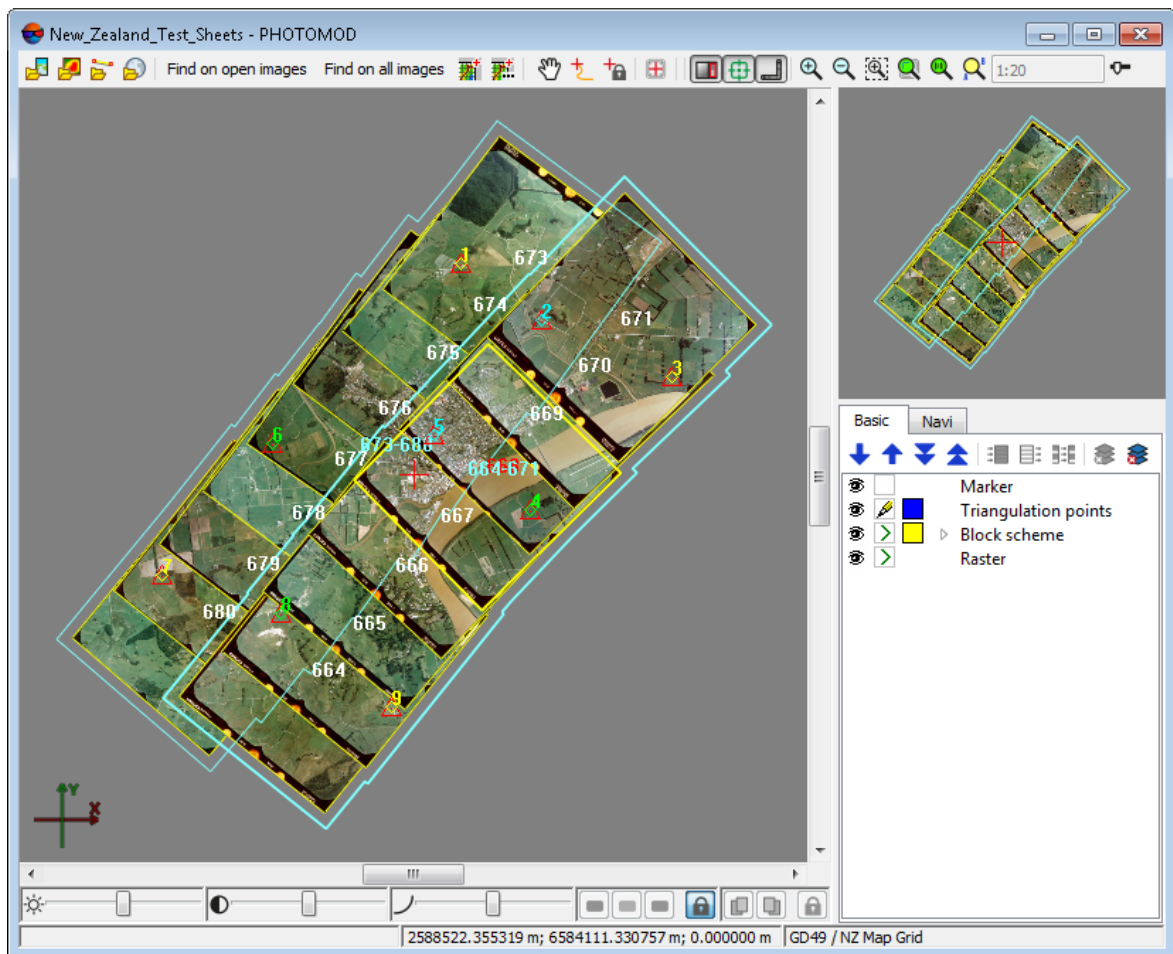 New_Zealand_Test_Sheets - PHOTOMOD
Find on open images Find on all images 1:20
1
673
674
2
671
675
3
670
676
669
5
6
673-680
664-671
677
4
678
667
666
679
7
8
680
665
664
9
Y
X
Basic Navi
Marker
Triangulation points
Block scheme
Raster
2588522.355319 m; 6584111.330757 m; 0.000000 m GD49 / NZ Map Grid